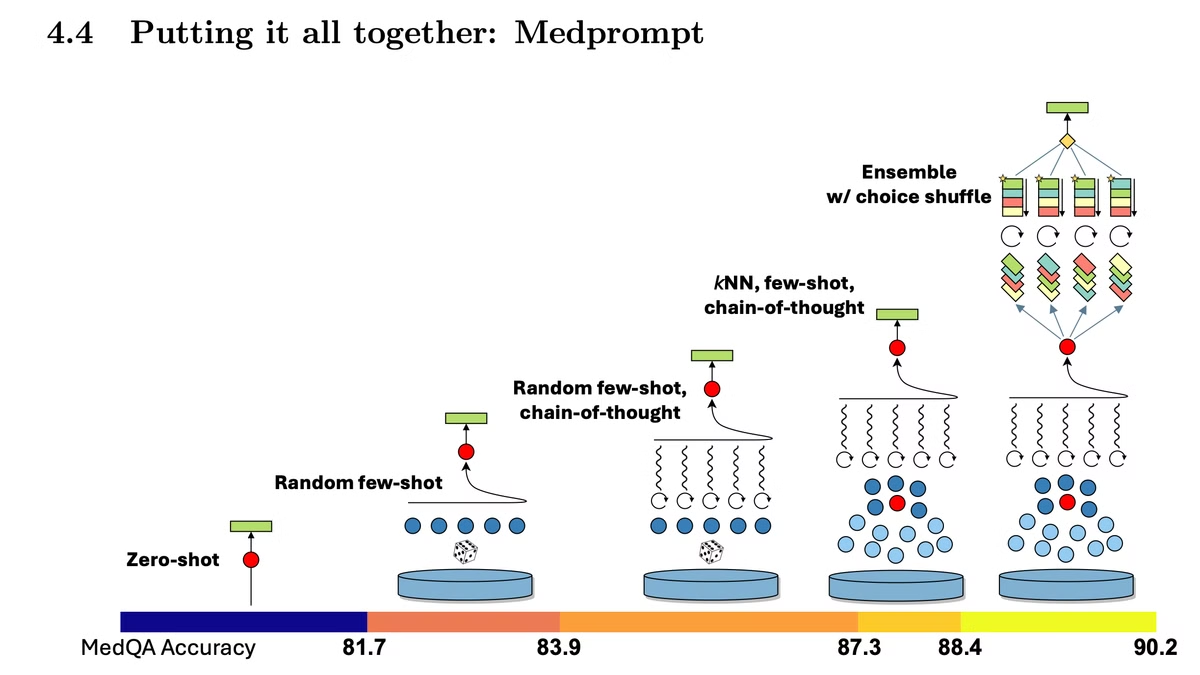 4.4 Putting it all together: Medprompt
Ensemble
w/ choice shuffle
kNN, few-shot,
chain-of-thought
Random few-shot,
chain-of-thought
Random few-shot
Zero-shot
MedQA Accuracy 81.7 83.9 87.3 88.4 90.2